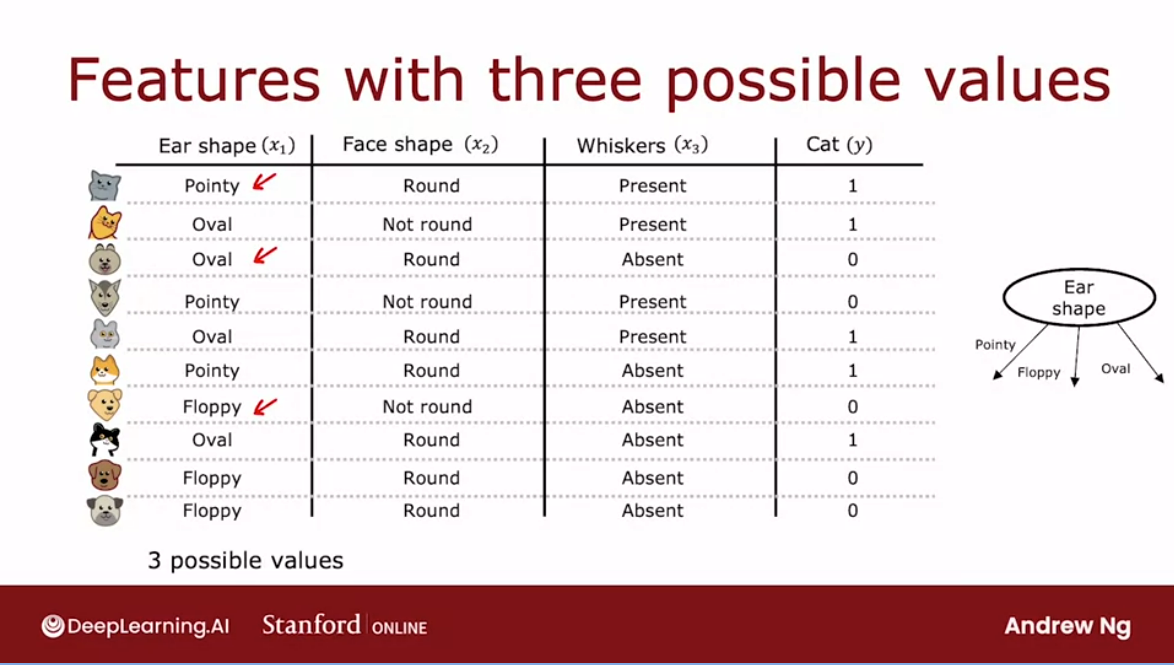 Features with three possible values
Ear shape (x₁) Face shape (x₂) Whiskers (x₃) Cat (y)
Pointy Round Present 1
Oval Not round Present 1
Oval Round Absent 0
Pointy Not round Present 0
Oval Round Present 1
Pointy Round Absent 1
Floppy Not round Absent 0
Oval Round Absent 1
Floppy Round Absent 0
Floppy Round Absent 0
3 possible values
Ear
shape
Pointy
Floppy
Oval
DeepLearning.AI
Stanford ONLINE
Andrew Ng